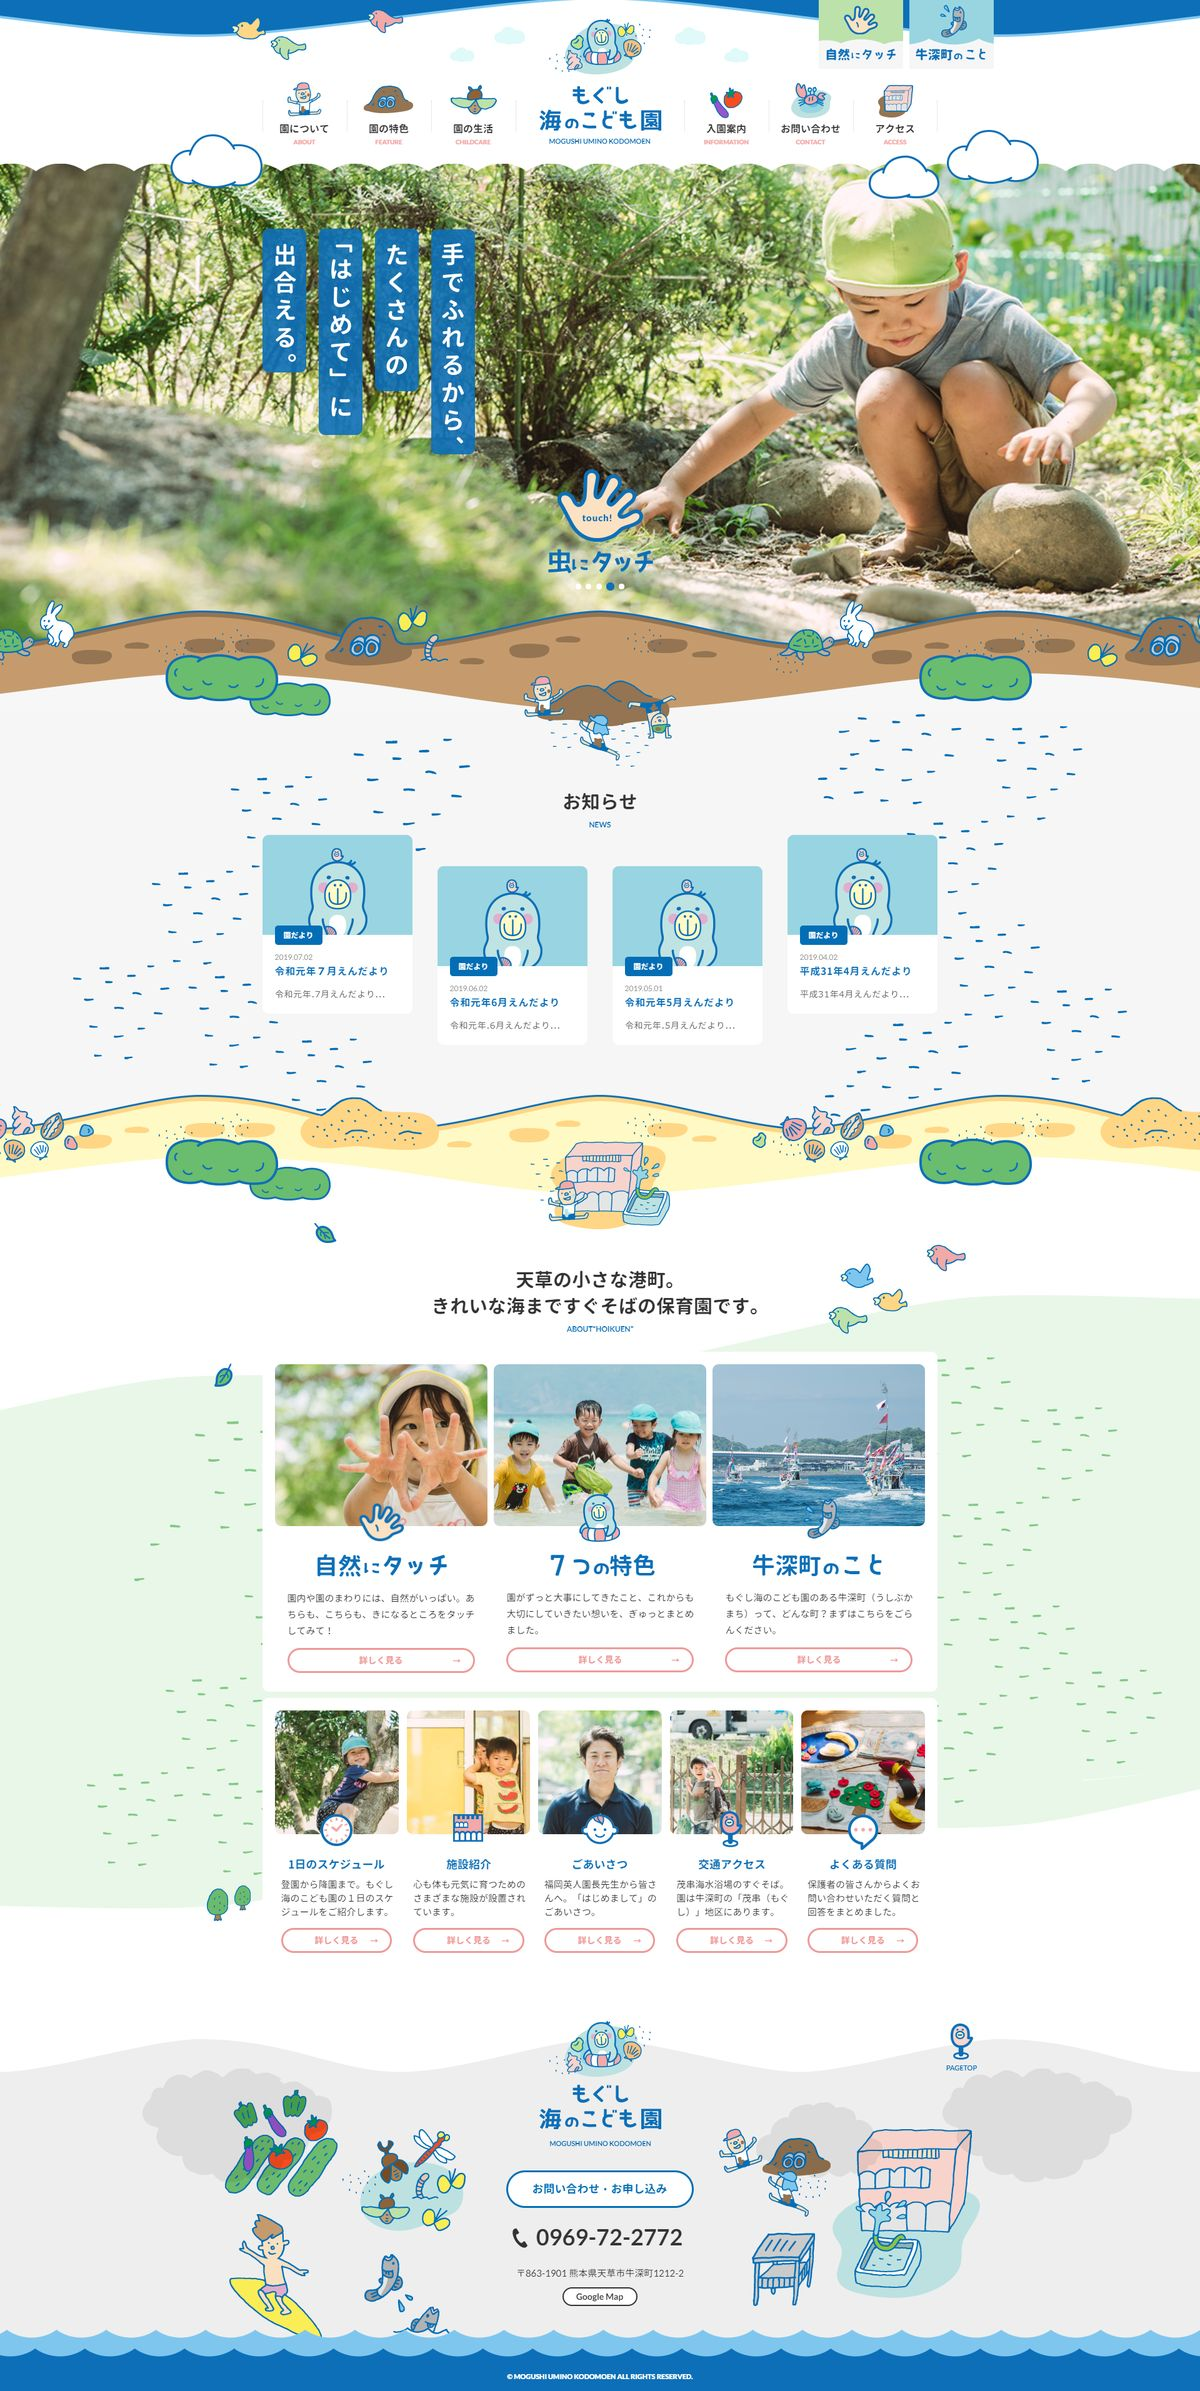 自然にタッチ
牛深町のこと
園について
ABOUT
園の特色
FEATURE
園の生活
CHILDCARE
もぐし
海のこども園
MOGUSHI UMINO KODOMOEN
入園案内
INFORMATION
お問い合わせ
CONTACT
アクセス
ACCESS
手でふれるから、
たくさんの
「はじめて」に
出合える。
touch!
虫にタッチ
お知らせ
NEWS
園だより
2019.07.02
令和元年７月えんだより
令和元年.7月えんだより...
園だより
2019.06.02
令和元年6月えんだより
令和元年.6月えんだより...
園だより
2019.05.01
令和元年5月えんだより
令和元年.5月えんだより...
園だより
2019.04.02
平成31年4月えんだより
平成31年4月えんだより...
天草の小さな港町。
きれいな海まですぐそばの保育園です。
ABOUT"HOIKUEN"
自然にタッチ
園内や園のまわりには、自然がいっぱい。あ
ちらも、こちらも、きになるところをタッチ
してみて！
詳しく見る →
７つの特色
園がずっと大事にしてきたこと、これからも
大切にしていきたい想いを、ぎゅっとまとめ
ました。
詳しく見る →
牛深町のこと
もぐし海のこども園のある牛深町（うしぶか
まち）って、どんな町？まずはこちらをごら
んください。
詳しく見る →
1日のスケジュール
登園から降園まで。もぐし
海のこども園の１日のスケ
ジュールをご紹介します。
詳しく見る →
施設紹介
心も体も元気に育つための
さまざまな施設が設置され
ています。
詳しく見る →
ごあいさつ
福岡英人園長先生から皆さ
んへ。「はじめまして」の
ごあいさつ。
詳しく見る →
交通アクセス
茂串海水浴場のすぐそば。
園は牛深町の「茂串（もぐ
し）」地区にあります。
詳しく見る →
よくある質問
保護者の皆さんからよくお
問い合わせいただく質問と
回答をまとめました。
詳しく見る →
もぐし
海のこども園
MOGUSHI UMINO KODOMOEN
PAGETOP
お問い合わせ・お申し込み
0969-72-2772
〒863-1901 熊本県天草市牛深町1212-2
Google Map
© MOGUSHI UMINO KODOMOEN ALL RIGHTS RESERVED.